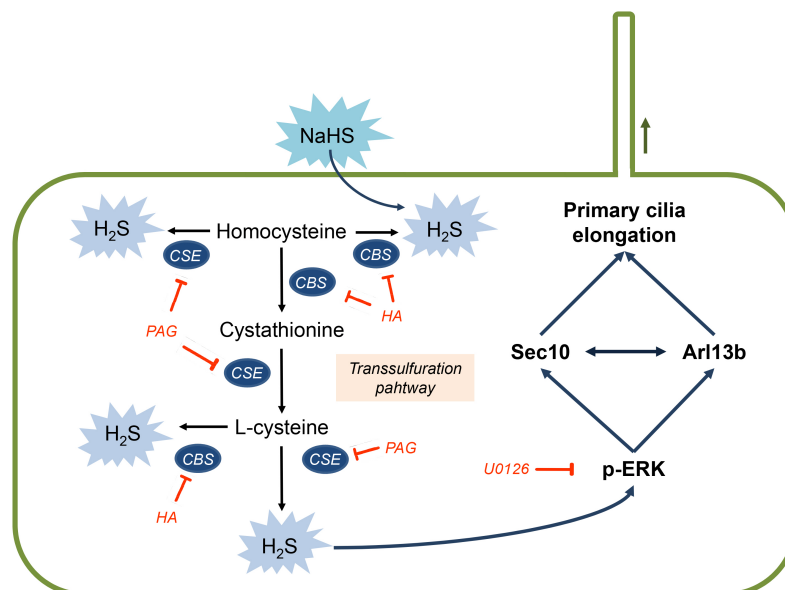 NaHS
H₂S
Homocysteine
H₂S
CSE
CBS
CBS
PAG
HA
Cystathionine
CSE
Transsulfuration
pahtway
H₂S
L-cysteine
CBS
CSE
PAG
HA
H₂S
Primary cilia
elongation
Sec10
Arl13b
U0126
p-ERK